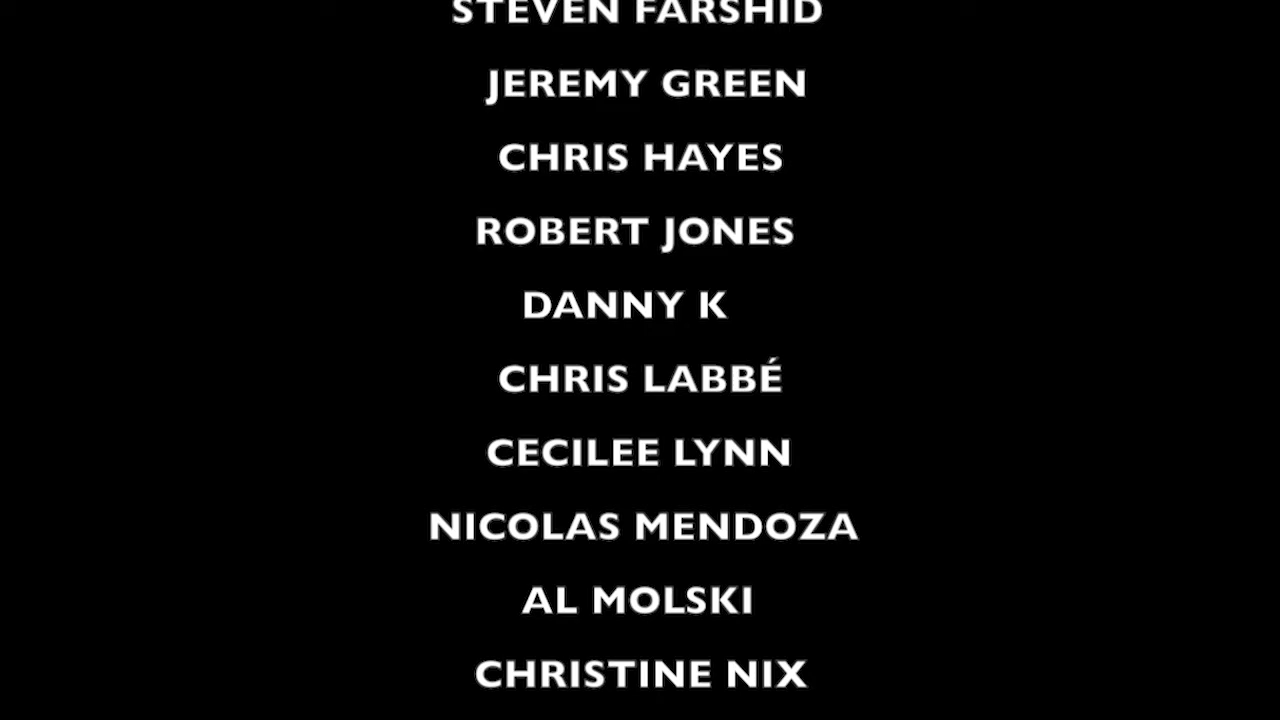 STEVEN FARSHID
JEREMY GREEN
CHRIS HAYES
ROBERT JONES
DANNY K
CHRIS LABBÉ
CECILEE LYNN
NICOLAS MENDOZA
AL MOLSKI
CHRISTINE NIX